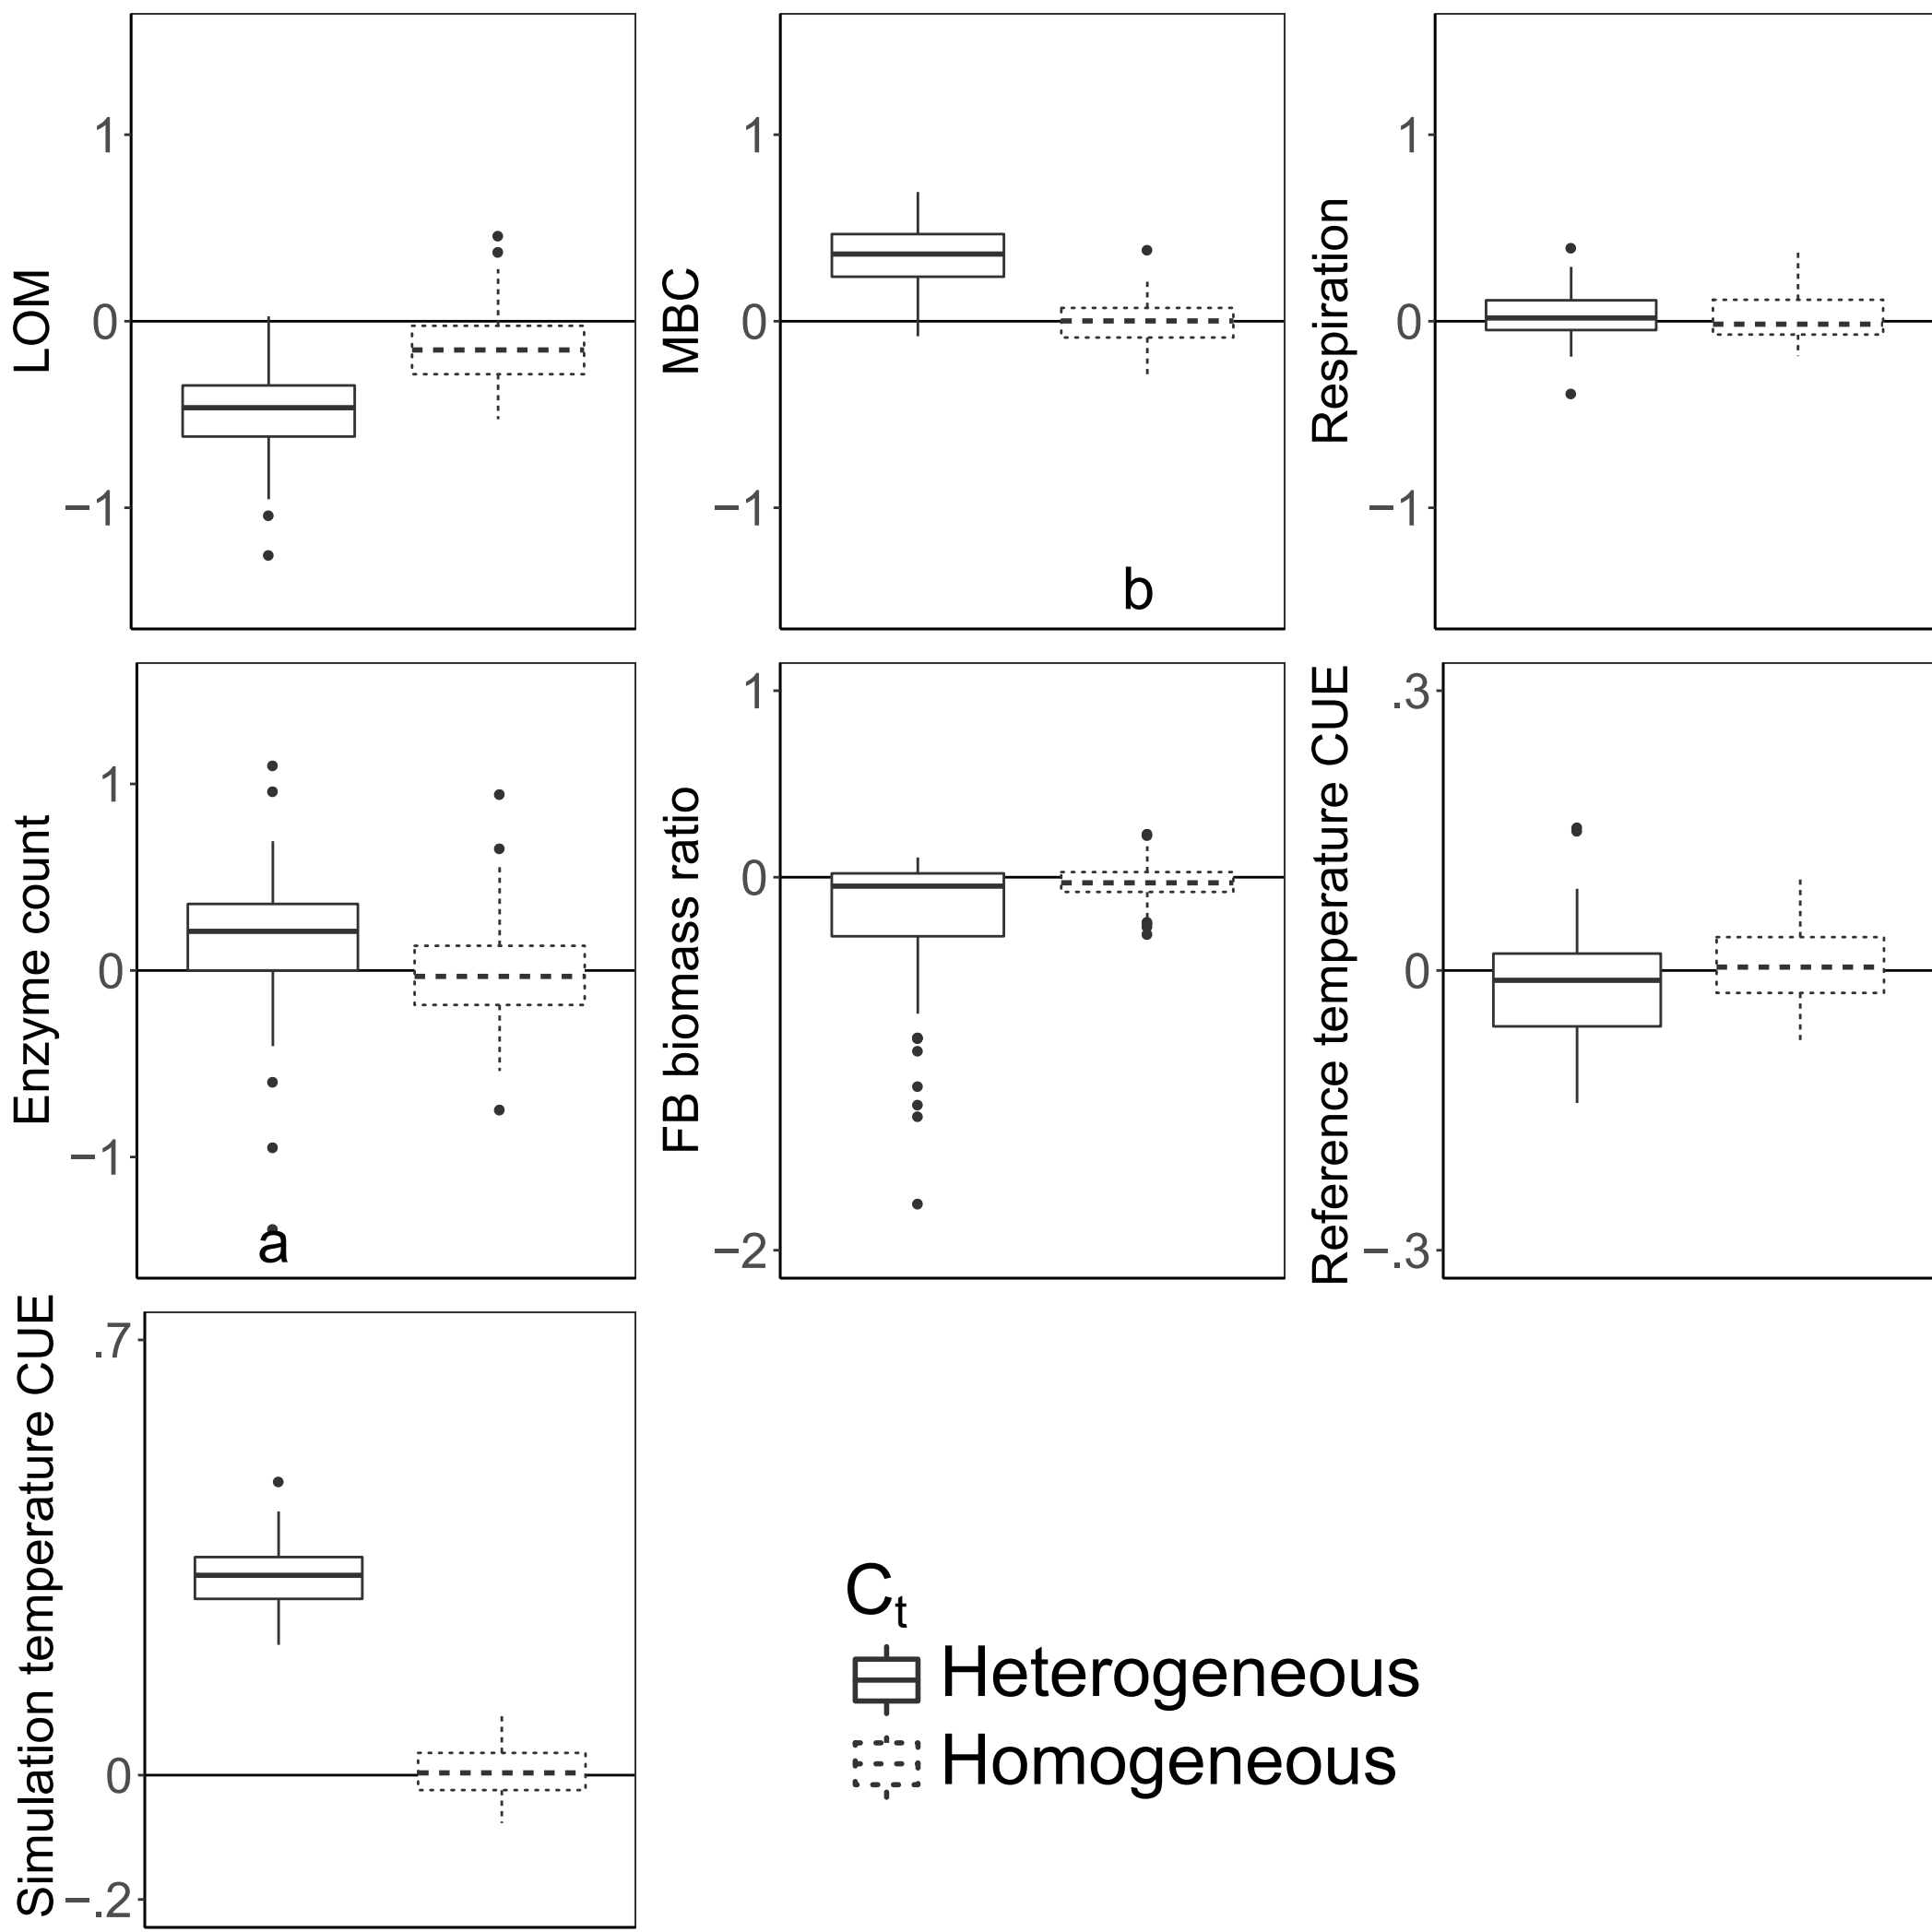 LOM
1
0
−1
MBC
1
0
−1
b
Respiration
1
0
−1
Enzyme count
1
0
−1
a
FB biomass ratio
1
0
−2
Reference temperature CUE
.3
0
−.3
Simulation temperature CUE
.7
0
−.2
Ct
Heterogeneous
Homogeneous